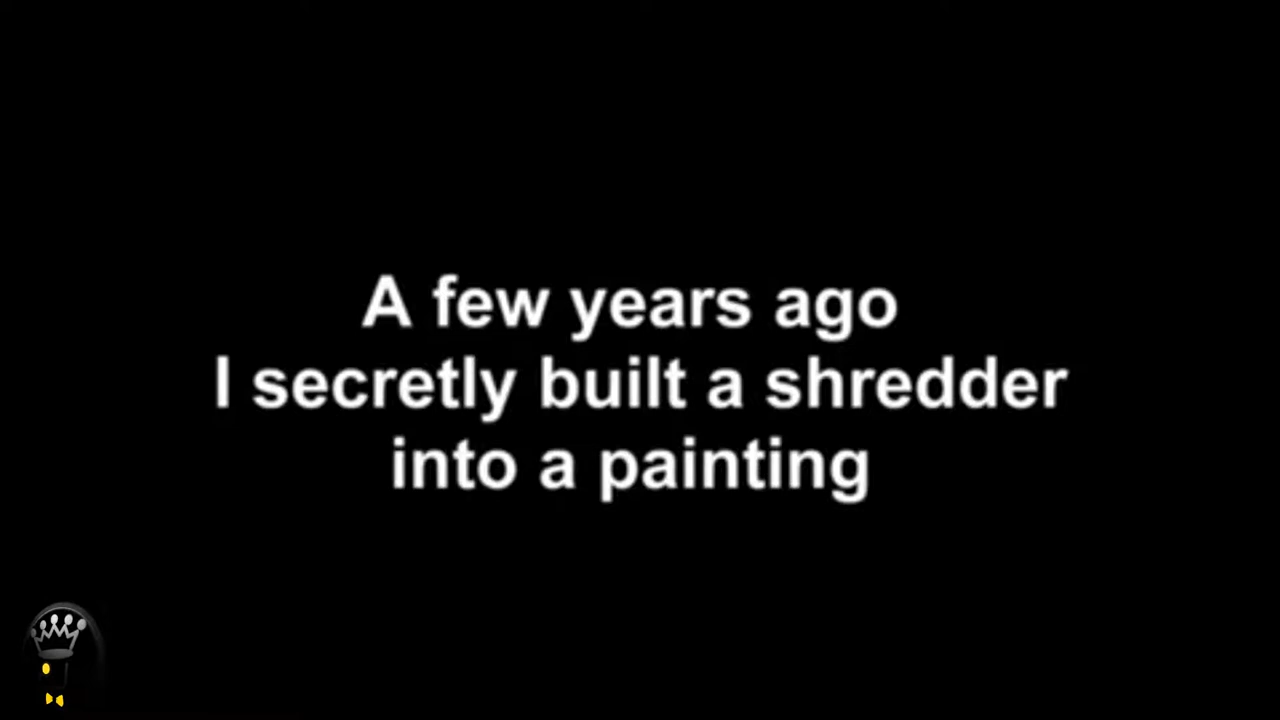 A few years ago
I secretly built a shredder
into a painting